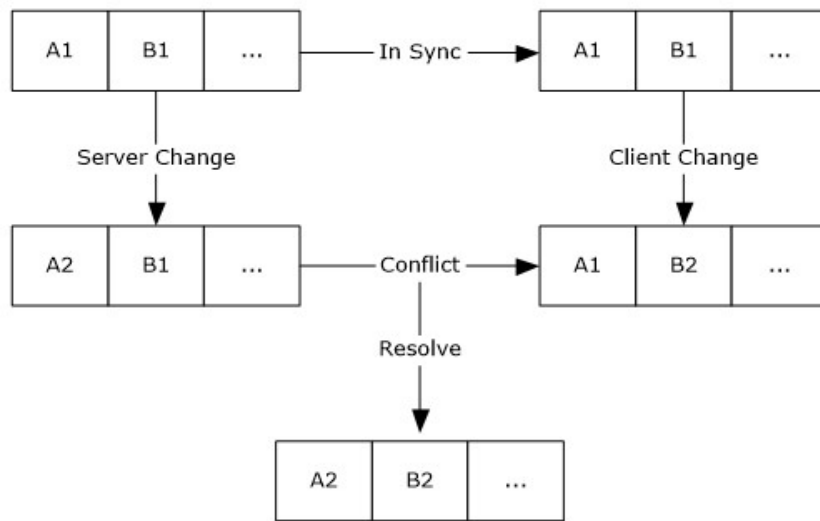 A1 B1 ... In Sync A1 B1 ...
Server Change Client Change
A2 B1 ... Conflict A1 B2 ...
Resolve
A2 B2 ...